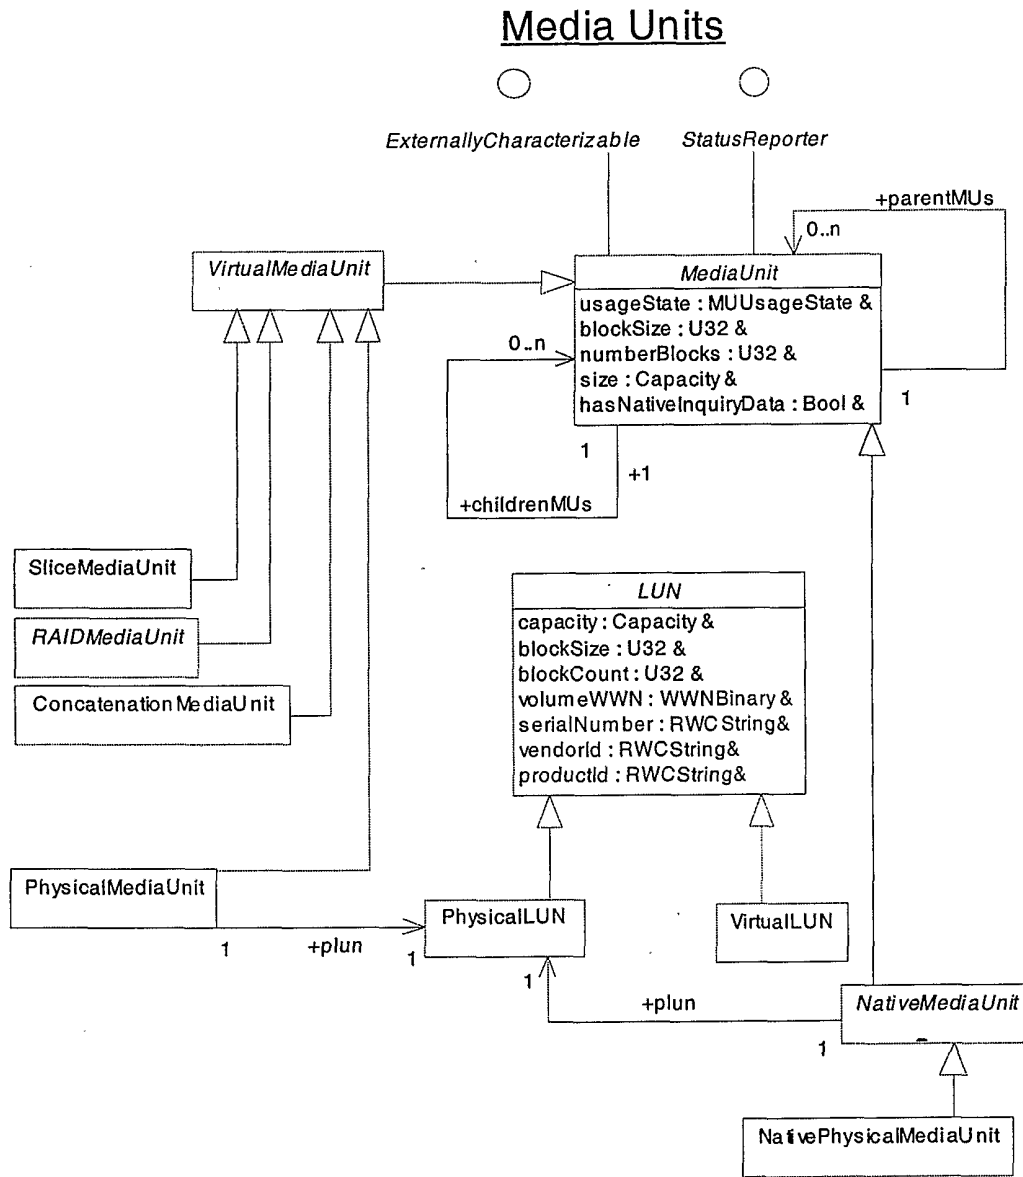 Media Units
ExternallyCharacterizable
StatusReporter
+parentMUs
0..n
VirtualMediaUnit
MediaUnit
usageState : MUUsageState &
blockSize : U32 &
numberBlocks : U32 &
size : Capacity &
hasNativeInquiryData : Bool &
0..n
1
1
+1
+childrenMUs
SliceMediaUnit
RAIDMediaUnit
ConcatenationMediaUnit
LUN
capacity : Capacity &
blockSize : U32 &
blockCount : U32 &
volumeWWN : WWNBinary &
serialNumber : RWCString &
vendorId : RWCString&
productId : RWCString&
PhysicalMediaUnit
PhysicalLUN
VirtualLUN
1
+plun
1
1
+plun
1
NativeMediaUnit
NativePhysicalMediaUnit